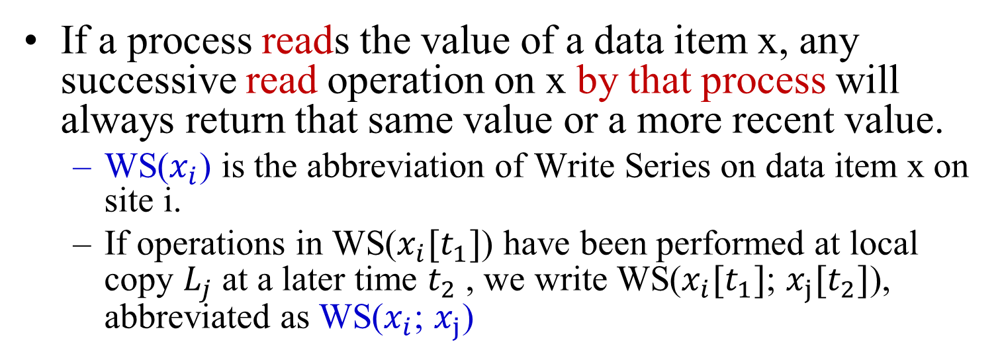 • If a process reads the value of a data item x, any
successive read operation on x by that process will
always return that same value or a more recent value.
– WS(𝑥ᵢ) is the abbreviation of Write Series on data item x on
site i.
– If operations in WS(𝑥ᵢ[𝑡₁]) have been performed at local
copy 𝐿ⱼ at a later time 𝑡₂ , we write WS(𝑥ᵢ[𝑡₁]; 𝑥ⱼ[𝑡₂]),
abbreviated as WS(𝑥ᵢ; 𝑥ⱼ)